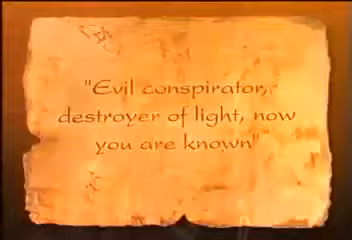 "Evil conspirator,
destroyer of light, now
you are known"